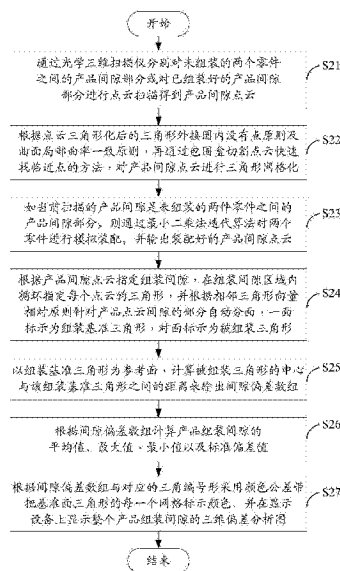 开始
通过光学三维扫描仪分别对未组装的两个零件
之间的产品间隙部分或对已组装好的产品间隙
部分进行点云扫描得到产品间隙点云
S21
根据点云三角形化后的三角形外接圆内没有点原则及
曲面局部曲率一致原则，再通过包围盒切割点云快速
找临近点的方法，对产品间隙点云进行三角形网格化
S22
如当前扫描的产品间隙是未组装的两件零件之间的
产品间隙部分，则通过最小二乘法迭代算法对两个
零件进行模拟装配，并输出装配好的产品间隙点云
S23
根据产品间隙点云指定组装间隙，在组装间隙区域内
循环指定每个点云的三角形，并根据相邻三角形向量
相对原则针对产品点云间隙的部分自动分面，一面
标示为组装基准三角形，对面标示为被组装三角形
S24
以组装基准三角形为参考面，计算被组装三角形的中心
与该组装基准三角形之间的距离来输出间隙偏差数组
S25
根据间隙偏差数组计算产品组装间隙的
平均值、最大值、最小值以及标准偏差值
S26
根据间隙偏差数组与对应的三角编号形采用颜色公差带
把基准面三角形的每一个网格标示颜色，并在显示
设备上显示整个产品组装间隙的三维偏差分析图
S27
结束